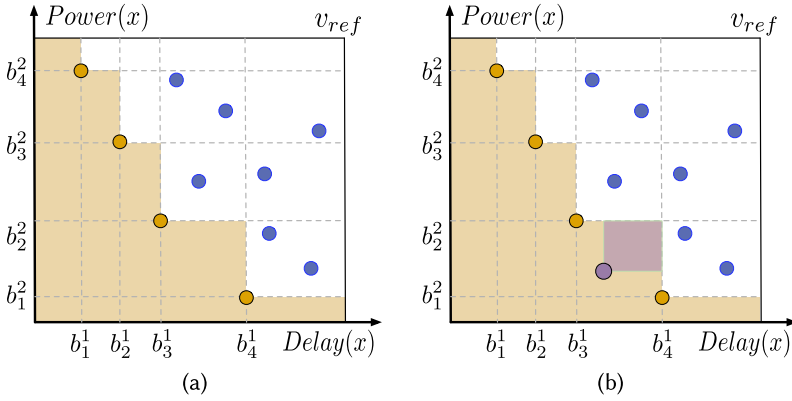 Power(x) v_ref
b_4^2
b_3^2
b_2^2
b_1^2
b_1^1 b_2^1 b_3^1 b_4^1 Delay(x)
(a)
Power(x) v_ref
b_4^2
b_3^2
b_2^2
b_1^2
b_1^1 b_2^1 b_3^1 b_4^1 Delay(x)
(b)